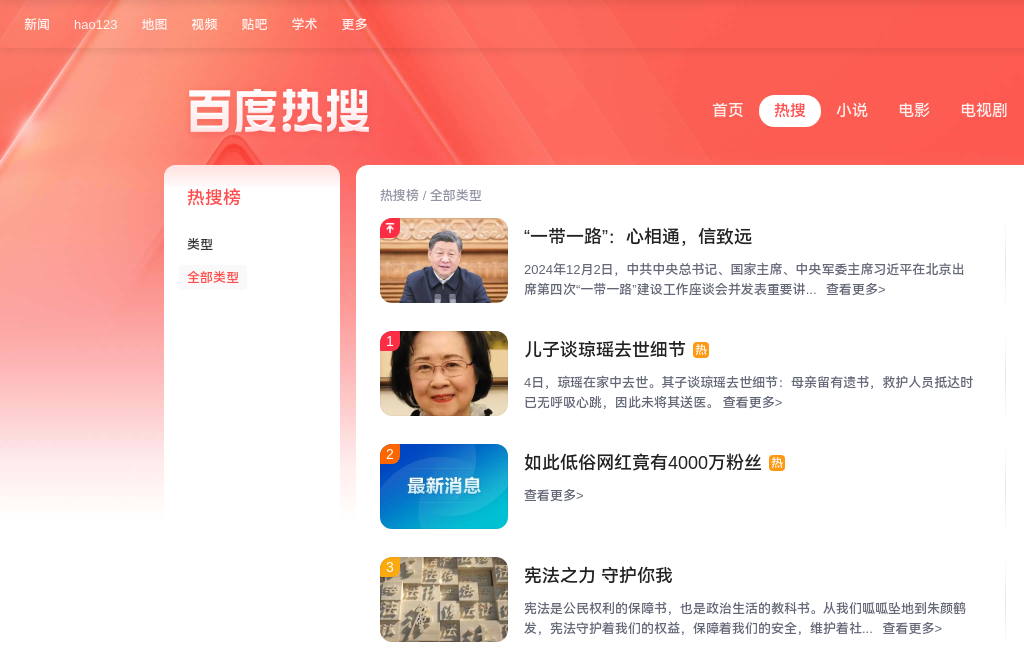 新闻 hao123 地图 视频 贴吧 学术 更多
百度热搜
首页 热搜 小说 电影 电视剧
热搜榜
类型
全部类型
热搜榜 / 全部类型
“一带一路”：心相通，信致远
2024年12月2日，中共中央总书记、国家主席、中央军委主席习近平在北京出
席第四次“一带一路”建设工作座谈会并发表重要讲... 查看更多>
1
儿子谈琼瑶去世细节 热
4日，琼瑶在家中去世。其子谈琼瑶去世细节：母亲留有遗书，救护人员抵达时
已无呼吸心跳，因此未将其送医。 查看更多>
2
最新消息
如此低俗网红竟有4000万粉丝 热
查看更多>
3
宪法之力 守护你我
宪法是公民权利的保障书，也是政治生活的教科书。从我们呱呱坠地到朱颜鹤
发，宪法守护着我们的权益，保障着我们的安全，维护着社... 查看更多>